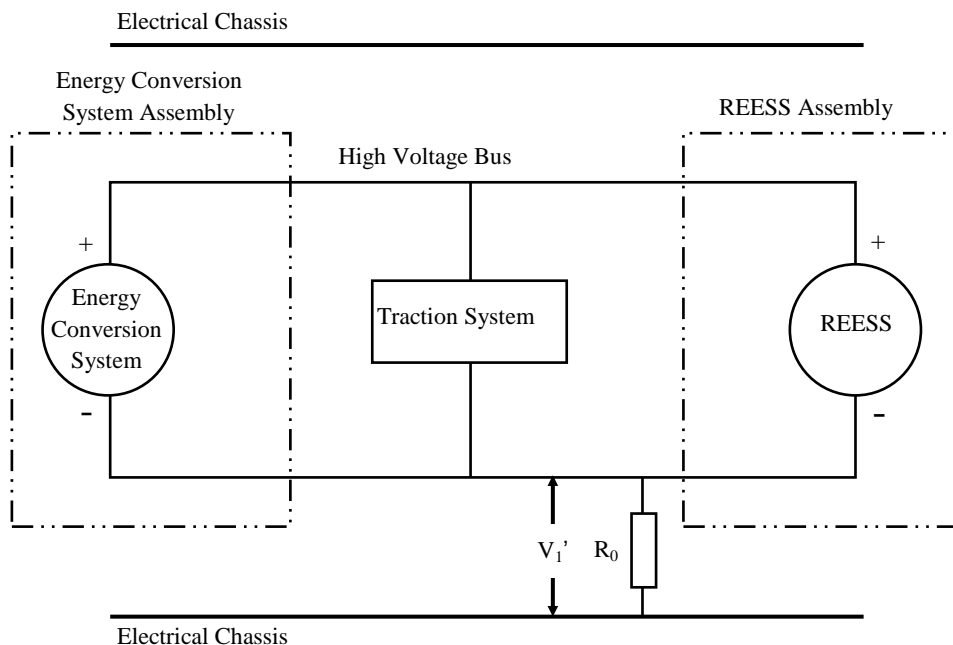 Electrical Chassis
Energy Conversion
System Assembly
REESS Assembly
High Voltage Bus
+
+
Energy
Conversion
System
Traction System
REESS
-
-
V₁’
R₀
Electrical Chassis